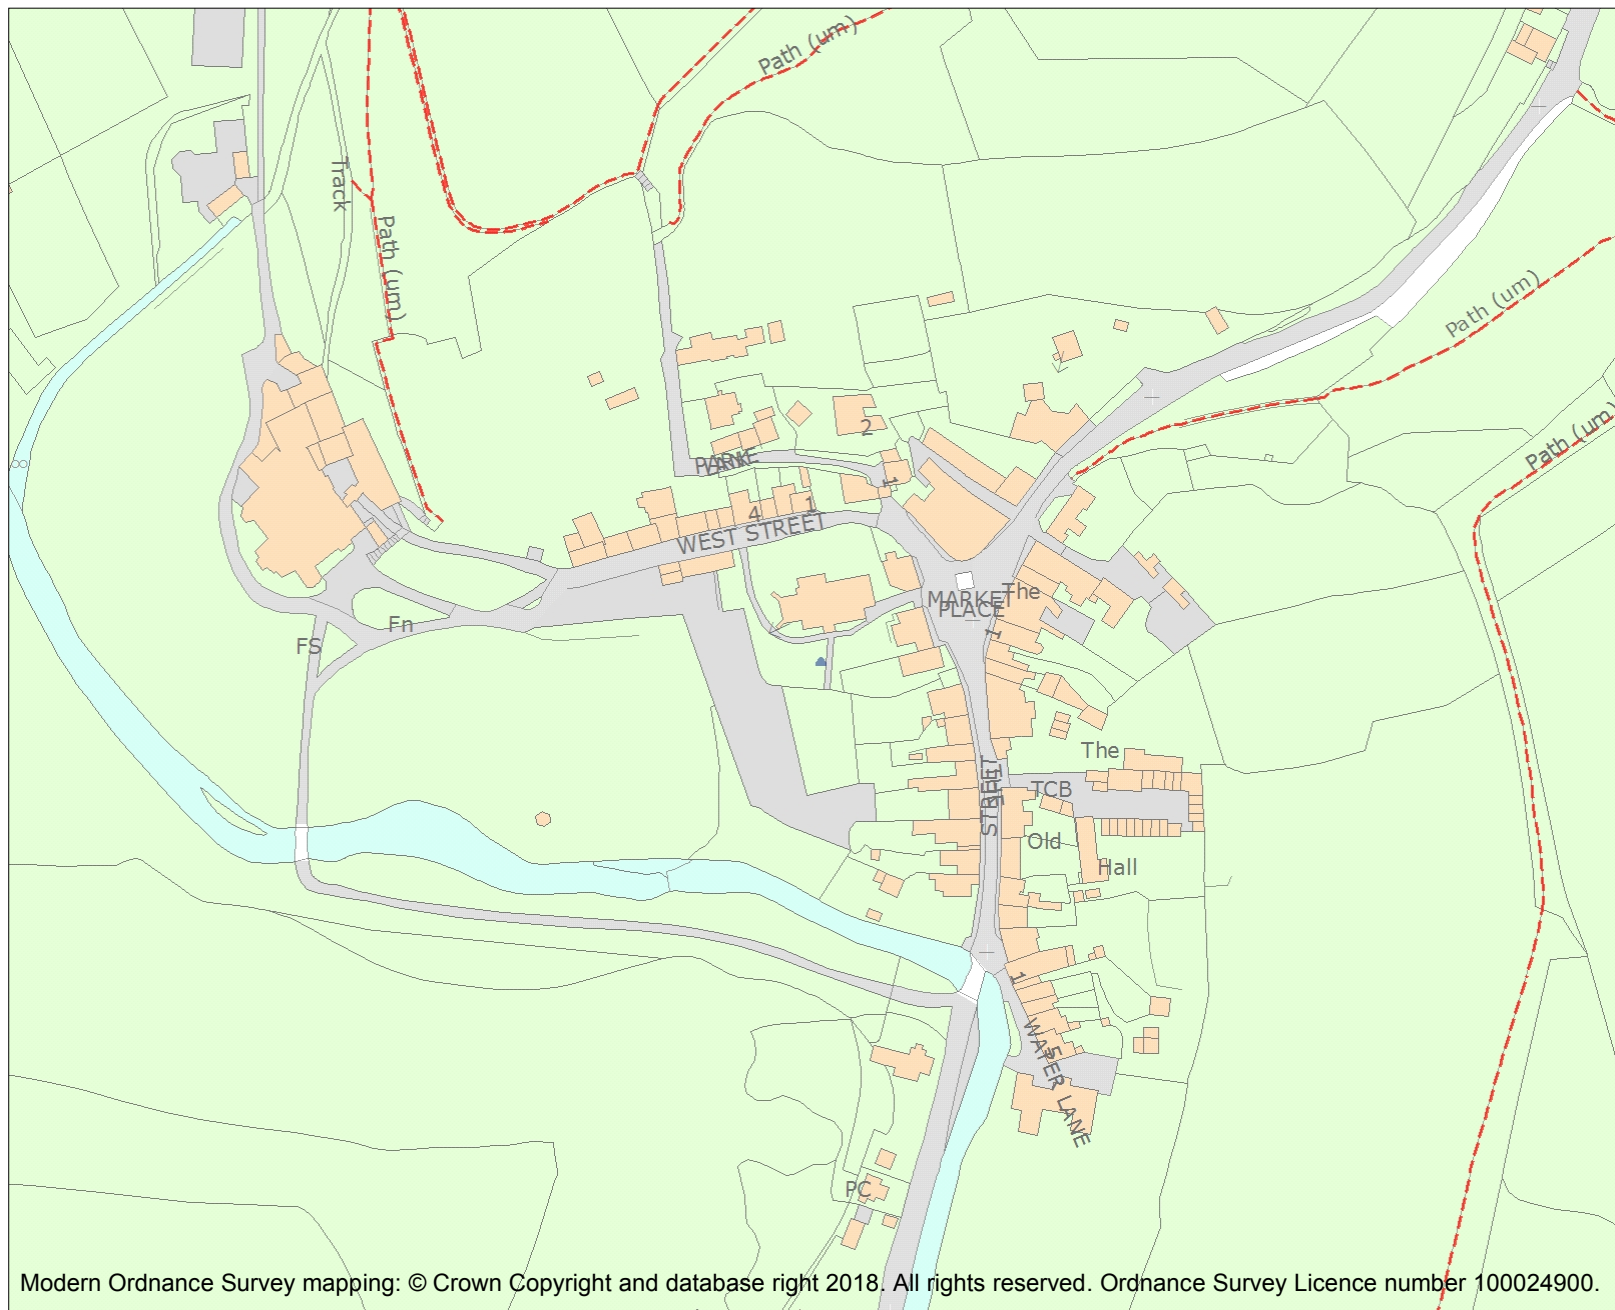 Path (um)
Track
Path (um)
Path (um)
Path (um)
2
PARK
1
4
1
WEST STREET
The
MARKET
PLACE
1
Fn
FS
The
STREET
TCB
Old
Hall
1
WATER LANE
5
PC
Modern Ordnance Survey mapping: © Crown Copyright and database right 2018. All rights reserved. Ordnance Survey Licence number 100024900.